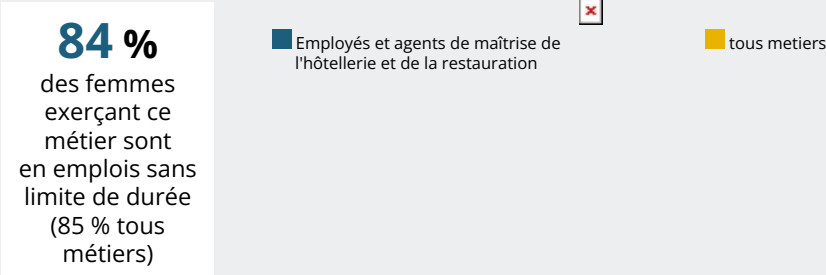 84 %
des femmes
exerçant ce
métier sont
en emplois sans
limite de durée
(85 % tous
métiers)
Employés et agents de maîtrise de
l'hôtellerie et de la restauration
tous metiers